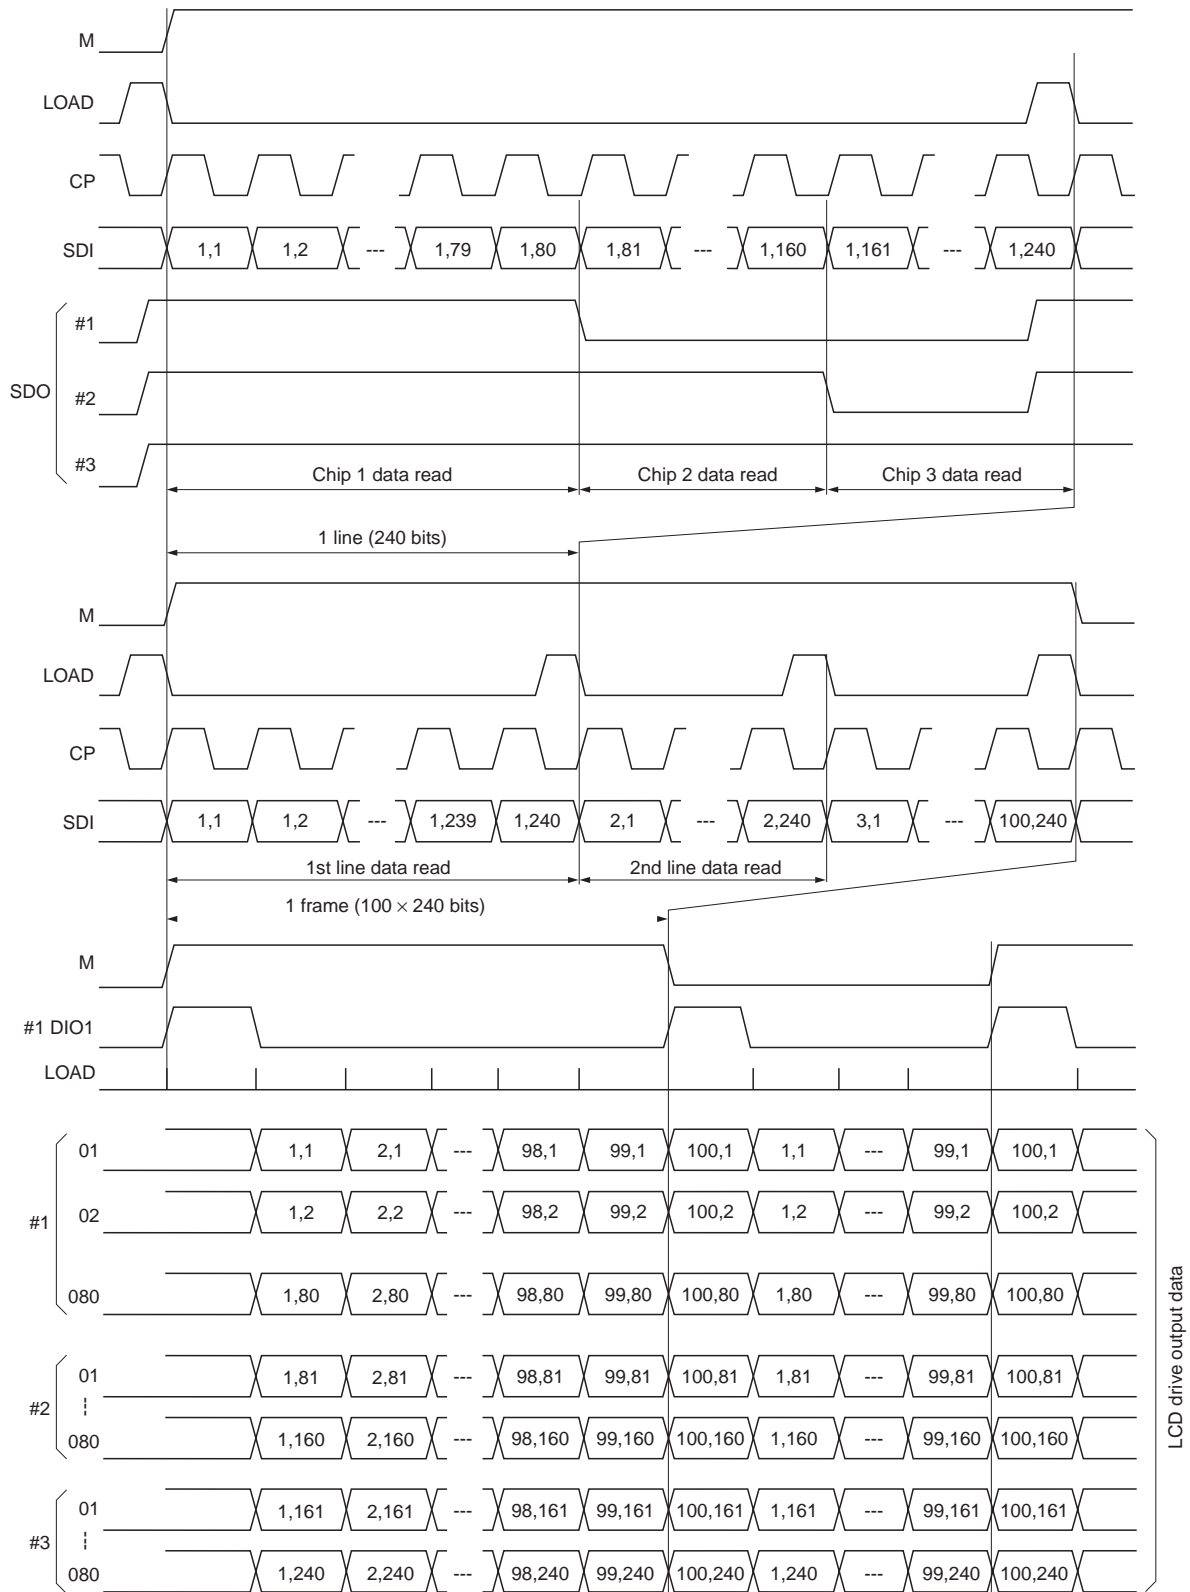 M
LOAD
CP
SDI 1,1 1,2 --- 1,79 1,80 1,81 --- 1,160 1,161 --- 1,240
SDO
#1
#2
#3
Chip 1 data read Chip 2 data read Chip 3 data read
1 line (240 bits)
M
LOAD
CP
SDI 1,1 1,2 --- 1,239 1,240 2,1 --- 2,240 3,1 --- 100,240
1st line data read 2nd line data read
1 frame (100 × 240 bits)
M
#1 DIO1
LOAD
#1
01 1,1 2,1 --- 98,1 99,1 100,1 1,1 --- 99,1 100,1
02 1,2 2,2 --- 98,2 99,2 100,2 1,2 --- 99,2 100,2
080 1,80 2,80 --- 98,80 99,80 100,80 1,80 --- 99,80 100,80
#2
01 1,81 2,81 --- 98,81 99,81 100,81 1,81 --- 99,81 100,81
080 1,160 2,160 --- 98,160 99,160 100,160 1,160 --- 99,160 100,160
#3
01 1,161 2,161 --- 98,161 99,161 100,161 1,161 --- 99,161 100,161
080 1,240 2,240 --- 98,240 99,240 100,240 1,240 --- 99,240 100,240
LCD drive output data